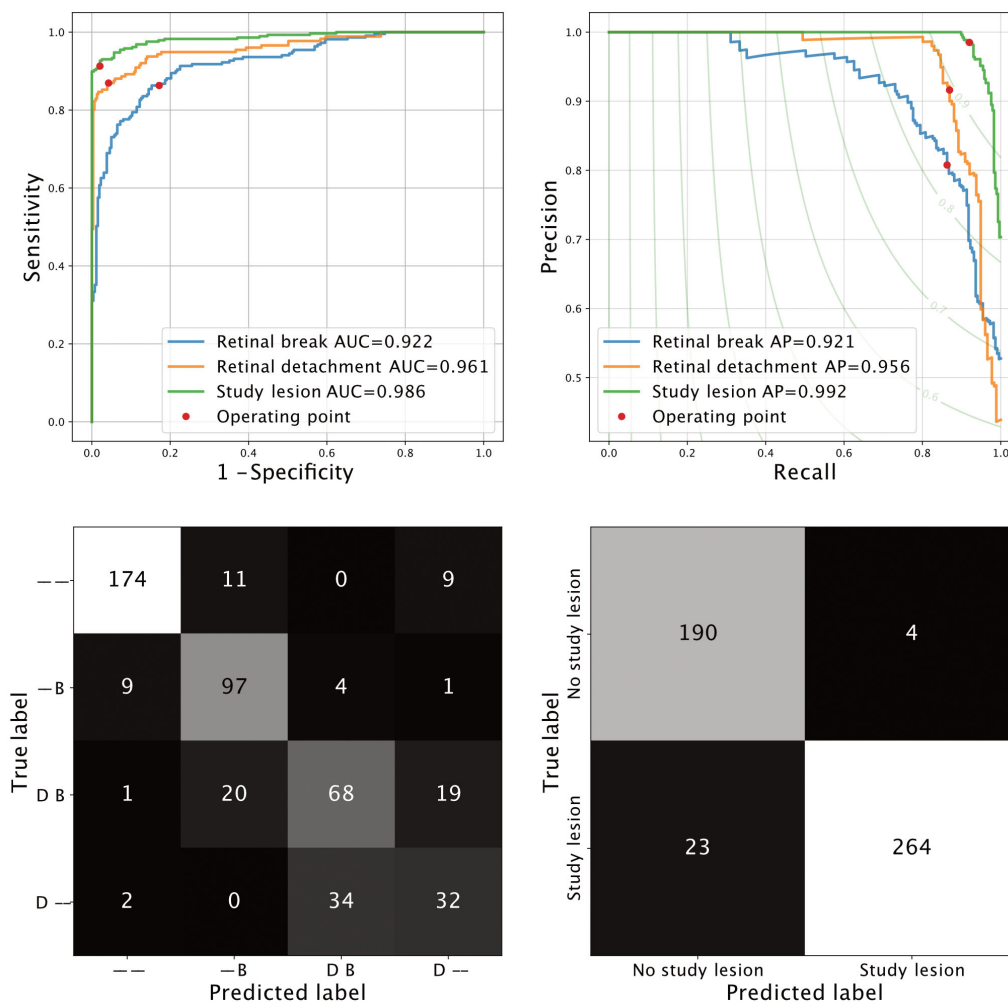 1.0
0.8
0.6
0.4
0.2
0.0
Sensitivity
Retinal break AUC=0.922
Retinal detachment AUC=0.961
Study lesion AUC=0.986
Operating point
0.0 0.2 0.4 0.6 0.8 1.0
1 –Specificity
1.0
0.9
0.8
0.7
0.6
0.5
Precision
0.9
0.8
0.7
0.6
Retinal break AP=0.921
Retinal detachment AP=0.956
Study lesion AP=0.992
Operating point
0.0 0.2 0.4 0.6 0.8 1.0
Recall
True label
— — 174 11 0 9
—B 9 97 4 1
D B 1 20 68 19
D –– 2 0 34 32
— — —B D B D ––
Predicted label
True label
No study lesion 190 4
Study lesion 23 264
No study lesion Study lesion
Predicted label